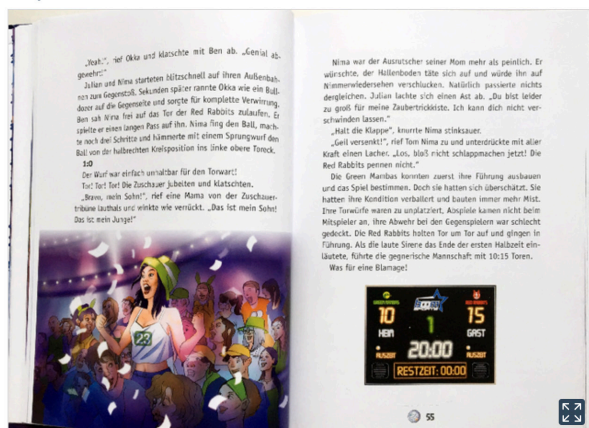 „Yeah!“, rief Okka und klatschte mit Ben ab. „Genial ab-
gewehrt!“
Julian und Nima starteten blitzschnell auf ihren Außenbah-
nen zum Gegenstoß. Sekunden später rannte Okka wie ein Bull-
dozer auf die Gegenseite und sorgte für komplette Verwirrung.
Ben sah Nima frei auf das Tor der Red Rabbits zulaufen. Er
spielte er einen langen Pass auf ihn. Nima fing den Ball, mach-
te noch drei Schritte und hämmerte mit einem Sprungwurf den
Ball von der halbrechten Kreisposition ins linke obere Toreck.
1:0
Der Wurf war einfach unhaltbar für den Torwart!
Tor! Tor! Tor! Die Zuschauer jubelten und klatschten.
„Bravo, mein Sohn!“, rief eine Mama von der Zuschauer-
tribüne lauthals und winkte wie verrückt. „Das ist mein Sohn!
Das ist mein Junge!“
23
Nima war der Ausrutscher seiner Mom mehr als peinlich. Er
wünschte, der Hallenboden täte sich auf und würde ihn auf
Nimmerwiedersehen verschlucken. Natürlich passierte nichts
dergleichen. Julian lachte sich einen Ast ab. „Du bist leider
zu groß für meine Zaubertrickkiste. Ich kann dich nicht ver-
schwinden lassen.“
„Halt die Klappe“, knurrte Nima stinksauer.
„Geil versenkt!“, rief Tom Nima zu und unterdrückte mit aller
Kraft einen Lacher. „Los, bloß nicht schlappmachen jetzt! Die
Red Rabbits pennen nicht.“
Die Green Mambas konnten zuerst ihre Führung ausbauen
und das Spiel bestimmen. Doch sie hatten sich überschätzt. Sie
hatten ihre Kondition verballert und bauten immer mehr Mist.
Ihre Torwürfe waren zu unplatziert, Abspiele kamen nicht beim
Mitspieler an, ihre Abwehr bei den Gegenspielern war schlecht
gedeckt. Die Red Rabbits holten Tor um Tor auf und gingen in
Führung. Als die laute Sirene das Ende der ersten Halbzeit ein-
läutete, führte die gegnerische Mannschaft mit 10:15 Toren.
Was für eine Blamage!
GREEN MAMBAS
RED RABBITS
10
15
1
HEIM
GAST
20:00
AUSZEIT
AUSZEIT
RESTZEIT: 00:00
55